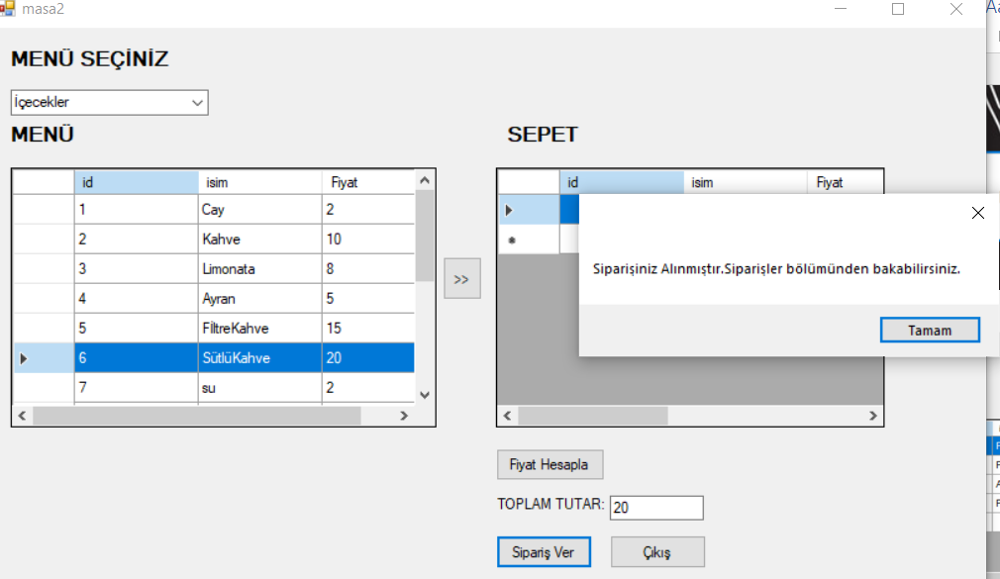 masa2
MENÜ SEÇİNİZ
İçecekler
MENÜ
SEPET
id isim Fiyat
1 Cay 2
2 Kahve 10
3 Limonata 8
4 Ayran 5
5 FİltreKahve 15
6 SütlüKahve 20
7 su 2
>>
id isim Fiyat
Siparişiniz Alınmıştır.Siparişler bölümünden bakabilirsiniz.
Tamam
Fiyat Hesapla
TOPLAM TUTAR: 20
Sipariş Ver
Çıkış